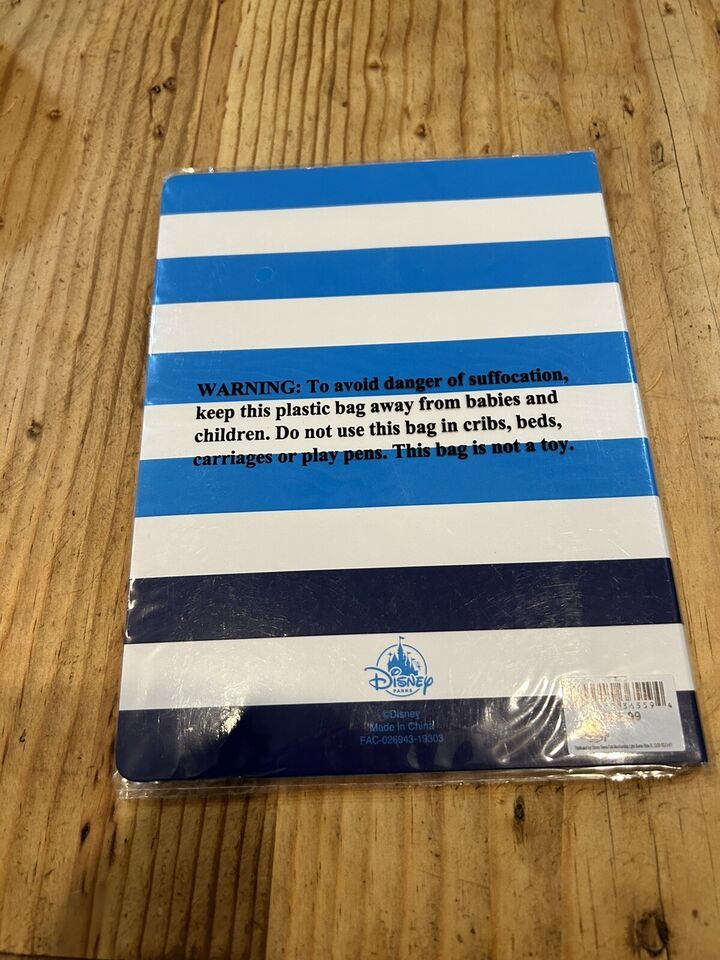 WARNING: To avoid danger of suffocation,
keep this plastic bag away from babies and
children. Do not use this bag in cribs, beds,
carriages or play pens. This bag is not a toy.
Disney
PARKS
©Disney
Made in China
FAC-026943-19303